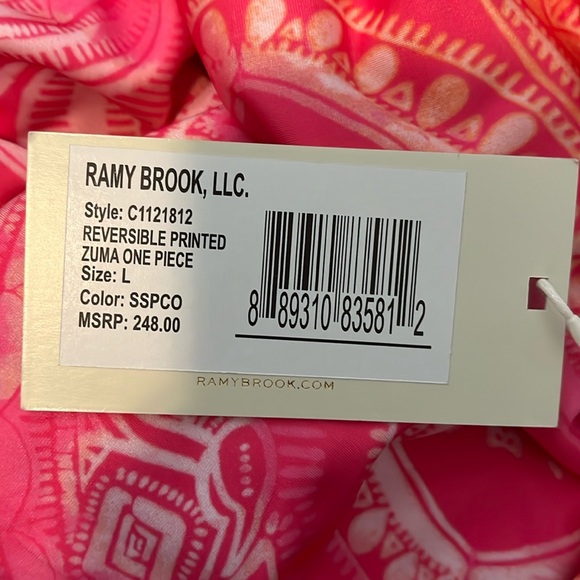 RAMY BROOK, LLC.
Style: C1121812
REVERSIBLE PRINTED
ZUMA ONE PIECE
Size: L
Color: SSPCO
MSRP: 248.00
8 89310 83581 2
RAMYBROOK.COM